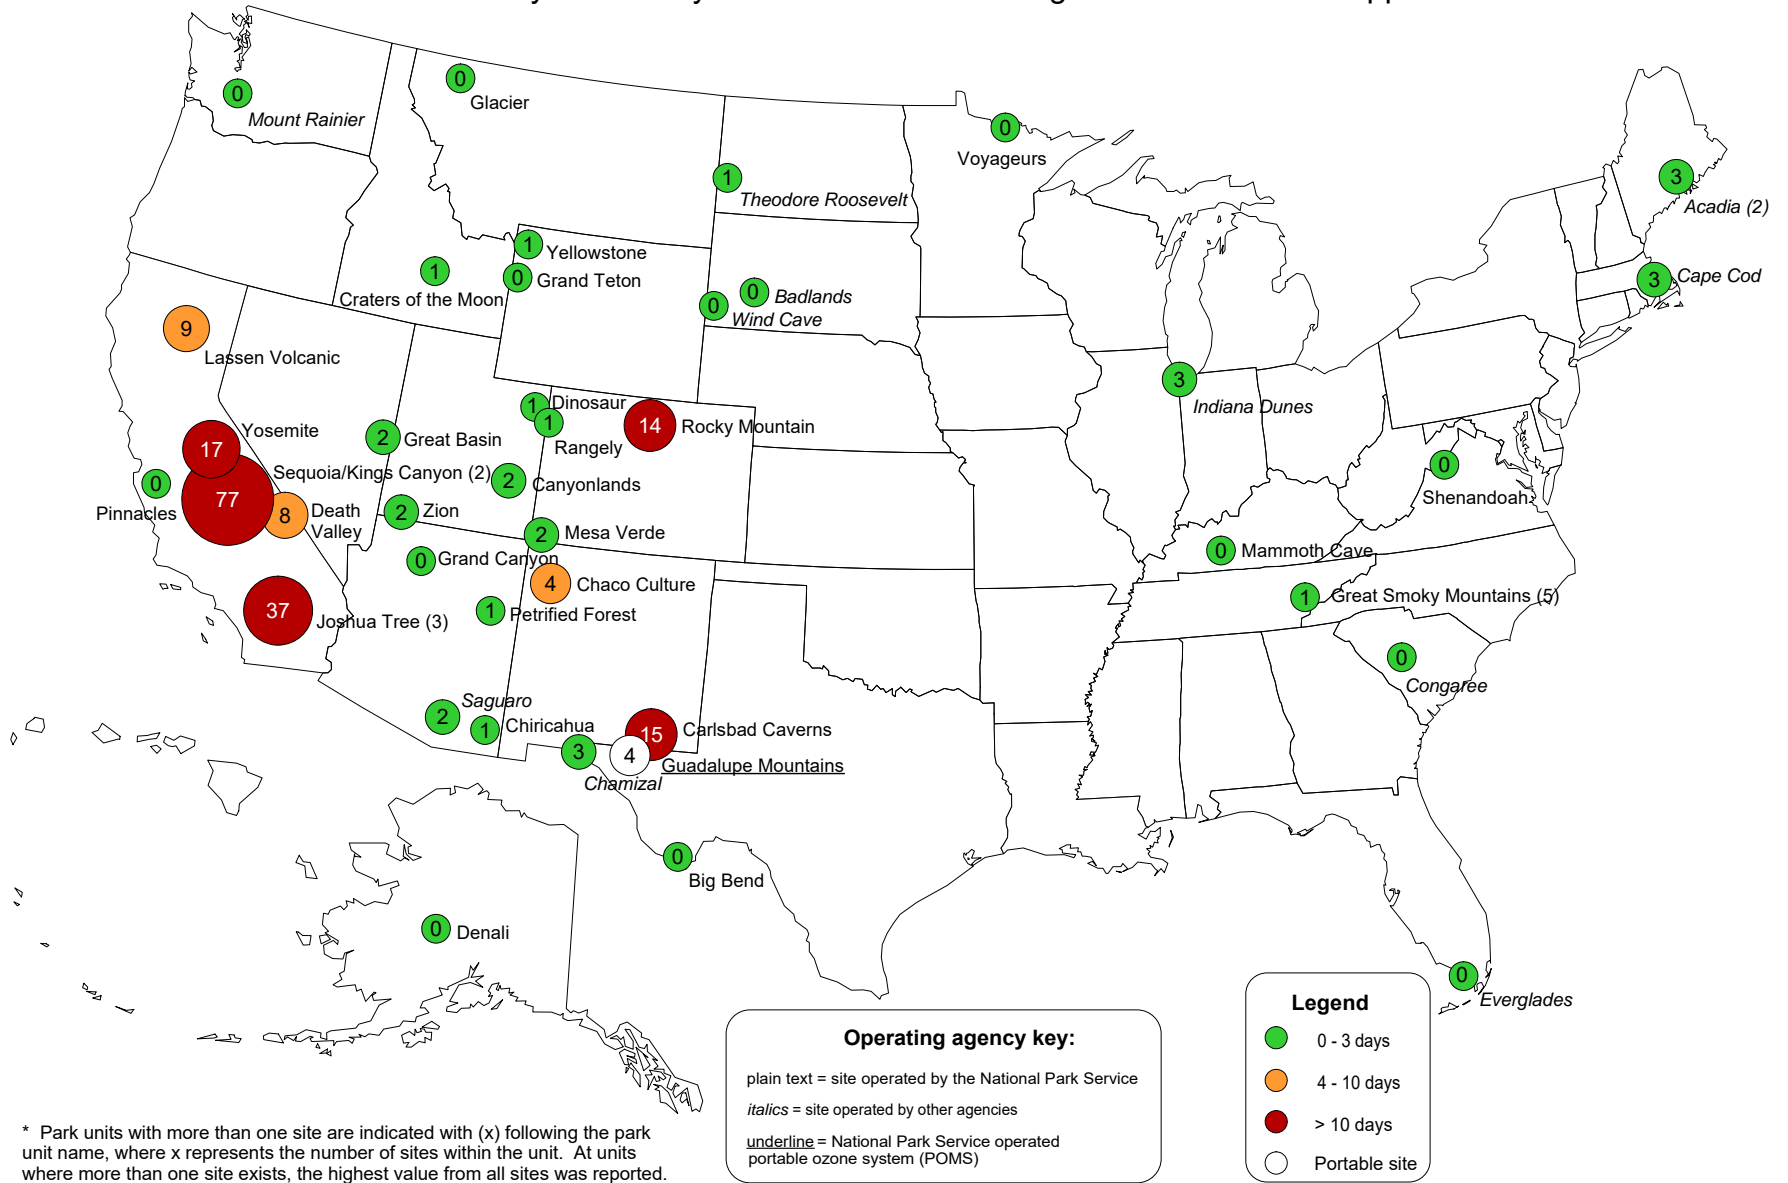 0
Mount Rainier
0
Glacier
0
Voyageurs
1
Theodore Roosevelt
3
Acadia (2)
3
Cape Cod
1
Yellowstone
0
Grand Teton
1
Craters of the Moon
0
Badlands
0
Wind Cave
9
Lassen Volcanic
3
Indiana Dunes
1
Dinosaur
1
Rangely
14
Rocky Mountain
17
Yosemite
2
Great Basin
77
Sequoia/Kings Canyon (2)
0
Pinnacles
8
Death
Valley
2
Canyonlands
2
Zion
2
Mesa Verde
0
Grand Canyon
4
Chaco Culture
1
Petrified Forest
37
Joshua Tree (3)
0
Shenandoah
0
Mammoth Cave
1
Great Smoky Mountains (5)
0
Congaree
2
Saguaro
1
Chiricahua
15
Carlsbad Caverns
4
Guadalupe Mountains
3
Chamizal
0
Big Bend
0
Denali
0
Everglades
Operating agency key:
plain text = site operated by the National Park Service
italics = site operated by other agencies
underline = National Park Service operated
portable ozone system (POMS)
Legend
0 - 3 days
4 - 10 days
> 10 days
Portable site
* Park units with more than one site are indicated with (x) following the park
unit name, where x represents the number of sites within the unit. At units
where more than one site exists, the highest value from all sites was reported.